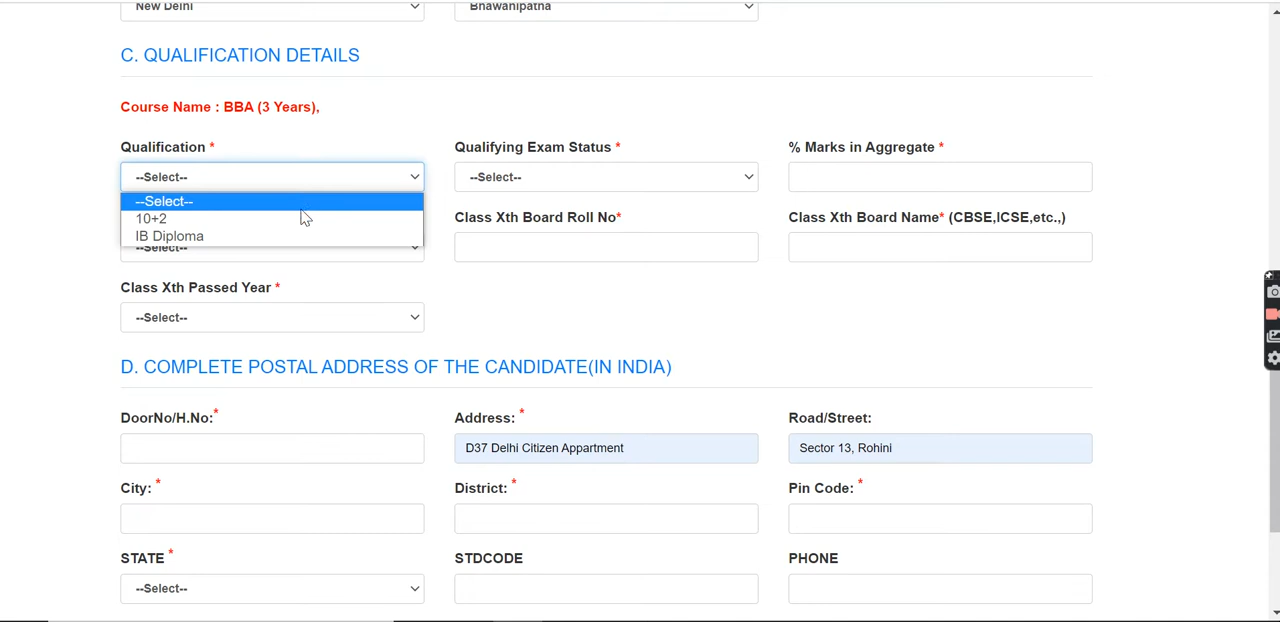 New Delhi
Bhawanipatna
C. QUALIFICATION DETAILS
Course Name : BBA (3 Years),
Qualification *
Qualifying Exam Status *
% Marks in Aggregate *
--Select--
--Select--
--Select--
10+2
IB Diploma
Class Xth Board Roll No*
Class Xth Board Name* (CBSE,ICSE,etc.,)
--Select--
Class Xth Passed Year *
--Select--
D. COMPLETE POSTAL ADDRESS OF THE CANDIDATE(IN INDIA)
DoorNo/H.No:*
Address: *
Road/Street:
D37 Delhi Citizen Appartment
Sector 13, Rohini
City: *
District: *
Pin Code: *
STATE *
STDCODE
PHONE
--Select--